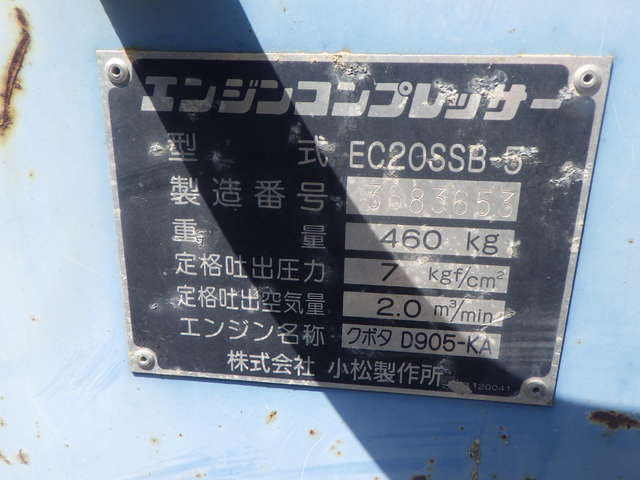 エンジンコンプレッサー
型式 EC20SSB-5
製造番号 3083653
重量 460 kg
定格吐出圧力 7 kgf/cm²
定格吐出空気量 2.0 m³/min
エンジン名称 クボタ D905-KA
株式会社 小松製作所